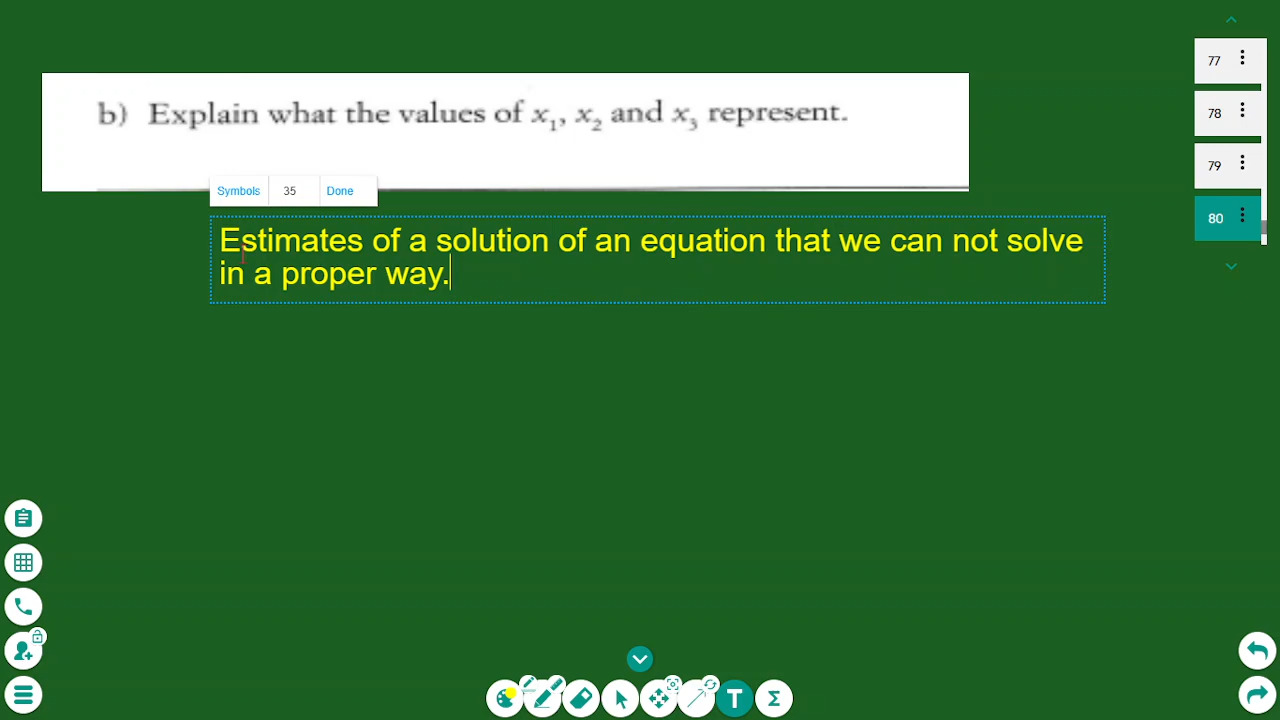 77
b) Explain what the values of x₁, x₂ and x₃ represent.
78
79
Symbols 35 Done
80
Estimates of a solution of an equation that we can not solve
in a proper way.
T
Σ